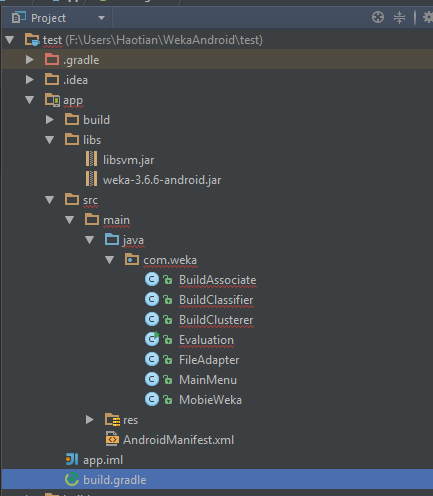 Project
test (F:\Users\Haotian\WekaAndroid\test)
.gradle
.idea
app
build
libs
libsvm.jar
weka-3.6.6-android.jar
src
main
java
com.weka
BuildAssociate
BuildClassifier
BuildClusterer
Evaluation
FileAdapter
MainMenu
MobieWeka
res
AndroidManifest.xml
app.iml
build.gradle